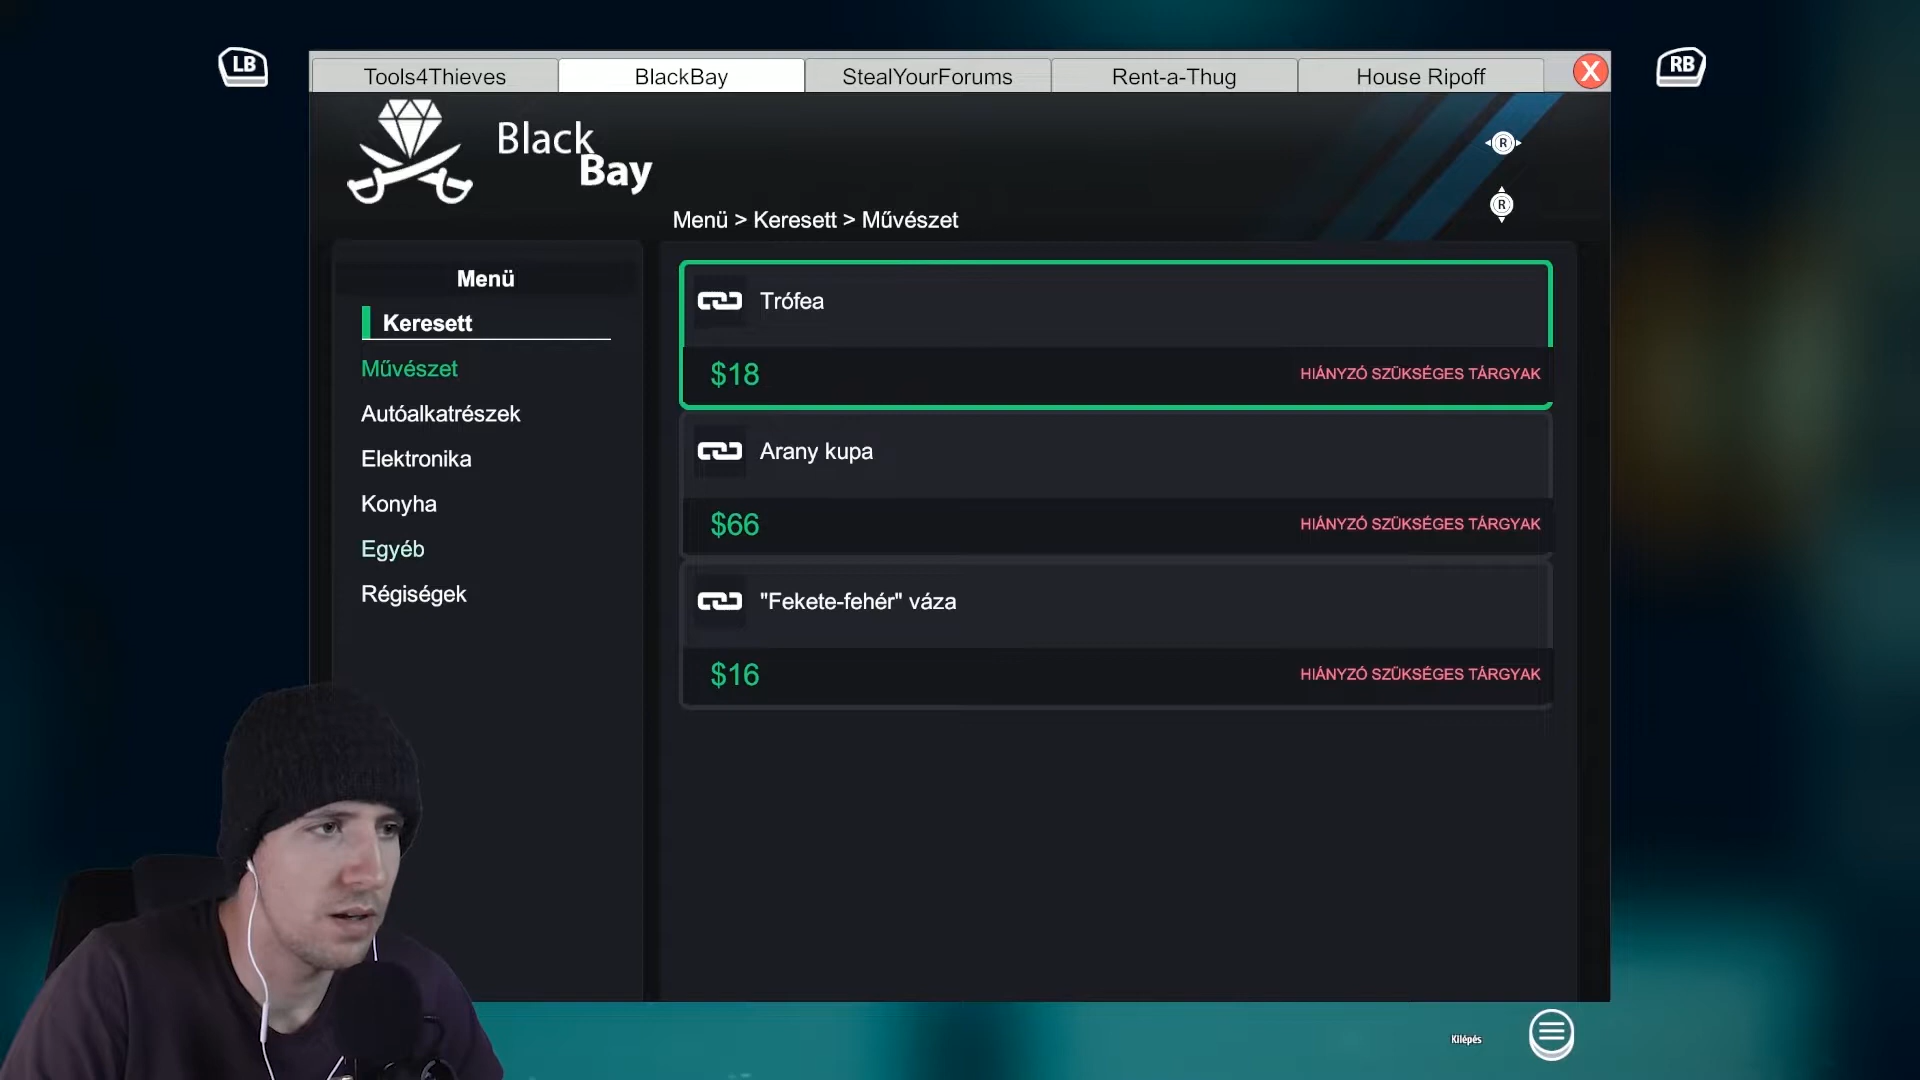 LB
RB
Tools4Thieves
BlackBay
StealYourForums
Rent-a-Thug
House Ripoff
X
Black
Bay
R
R
Menü > Keresett > Művészet
Menü
Keresett
Művészet
Autóalkatrészek
Elektronika
Konyha
Egyéb
Régiségek
Trófea
$18
HIÁNYZÓ SZÜKSÉGES TÁRGYAK
Arany kupa
$66
HIÁNYZÓ SZÜKSÉGES TÁRGYAK
"Fekete-fehér" váza
$16
HIÁNYZÓ SZÜKSÉGES TÁRGYAK
Kilépés